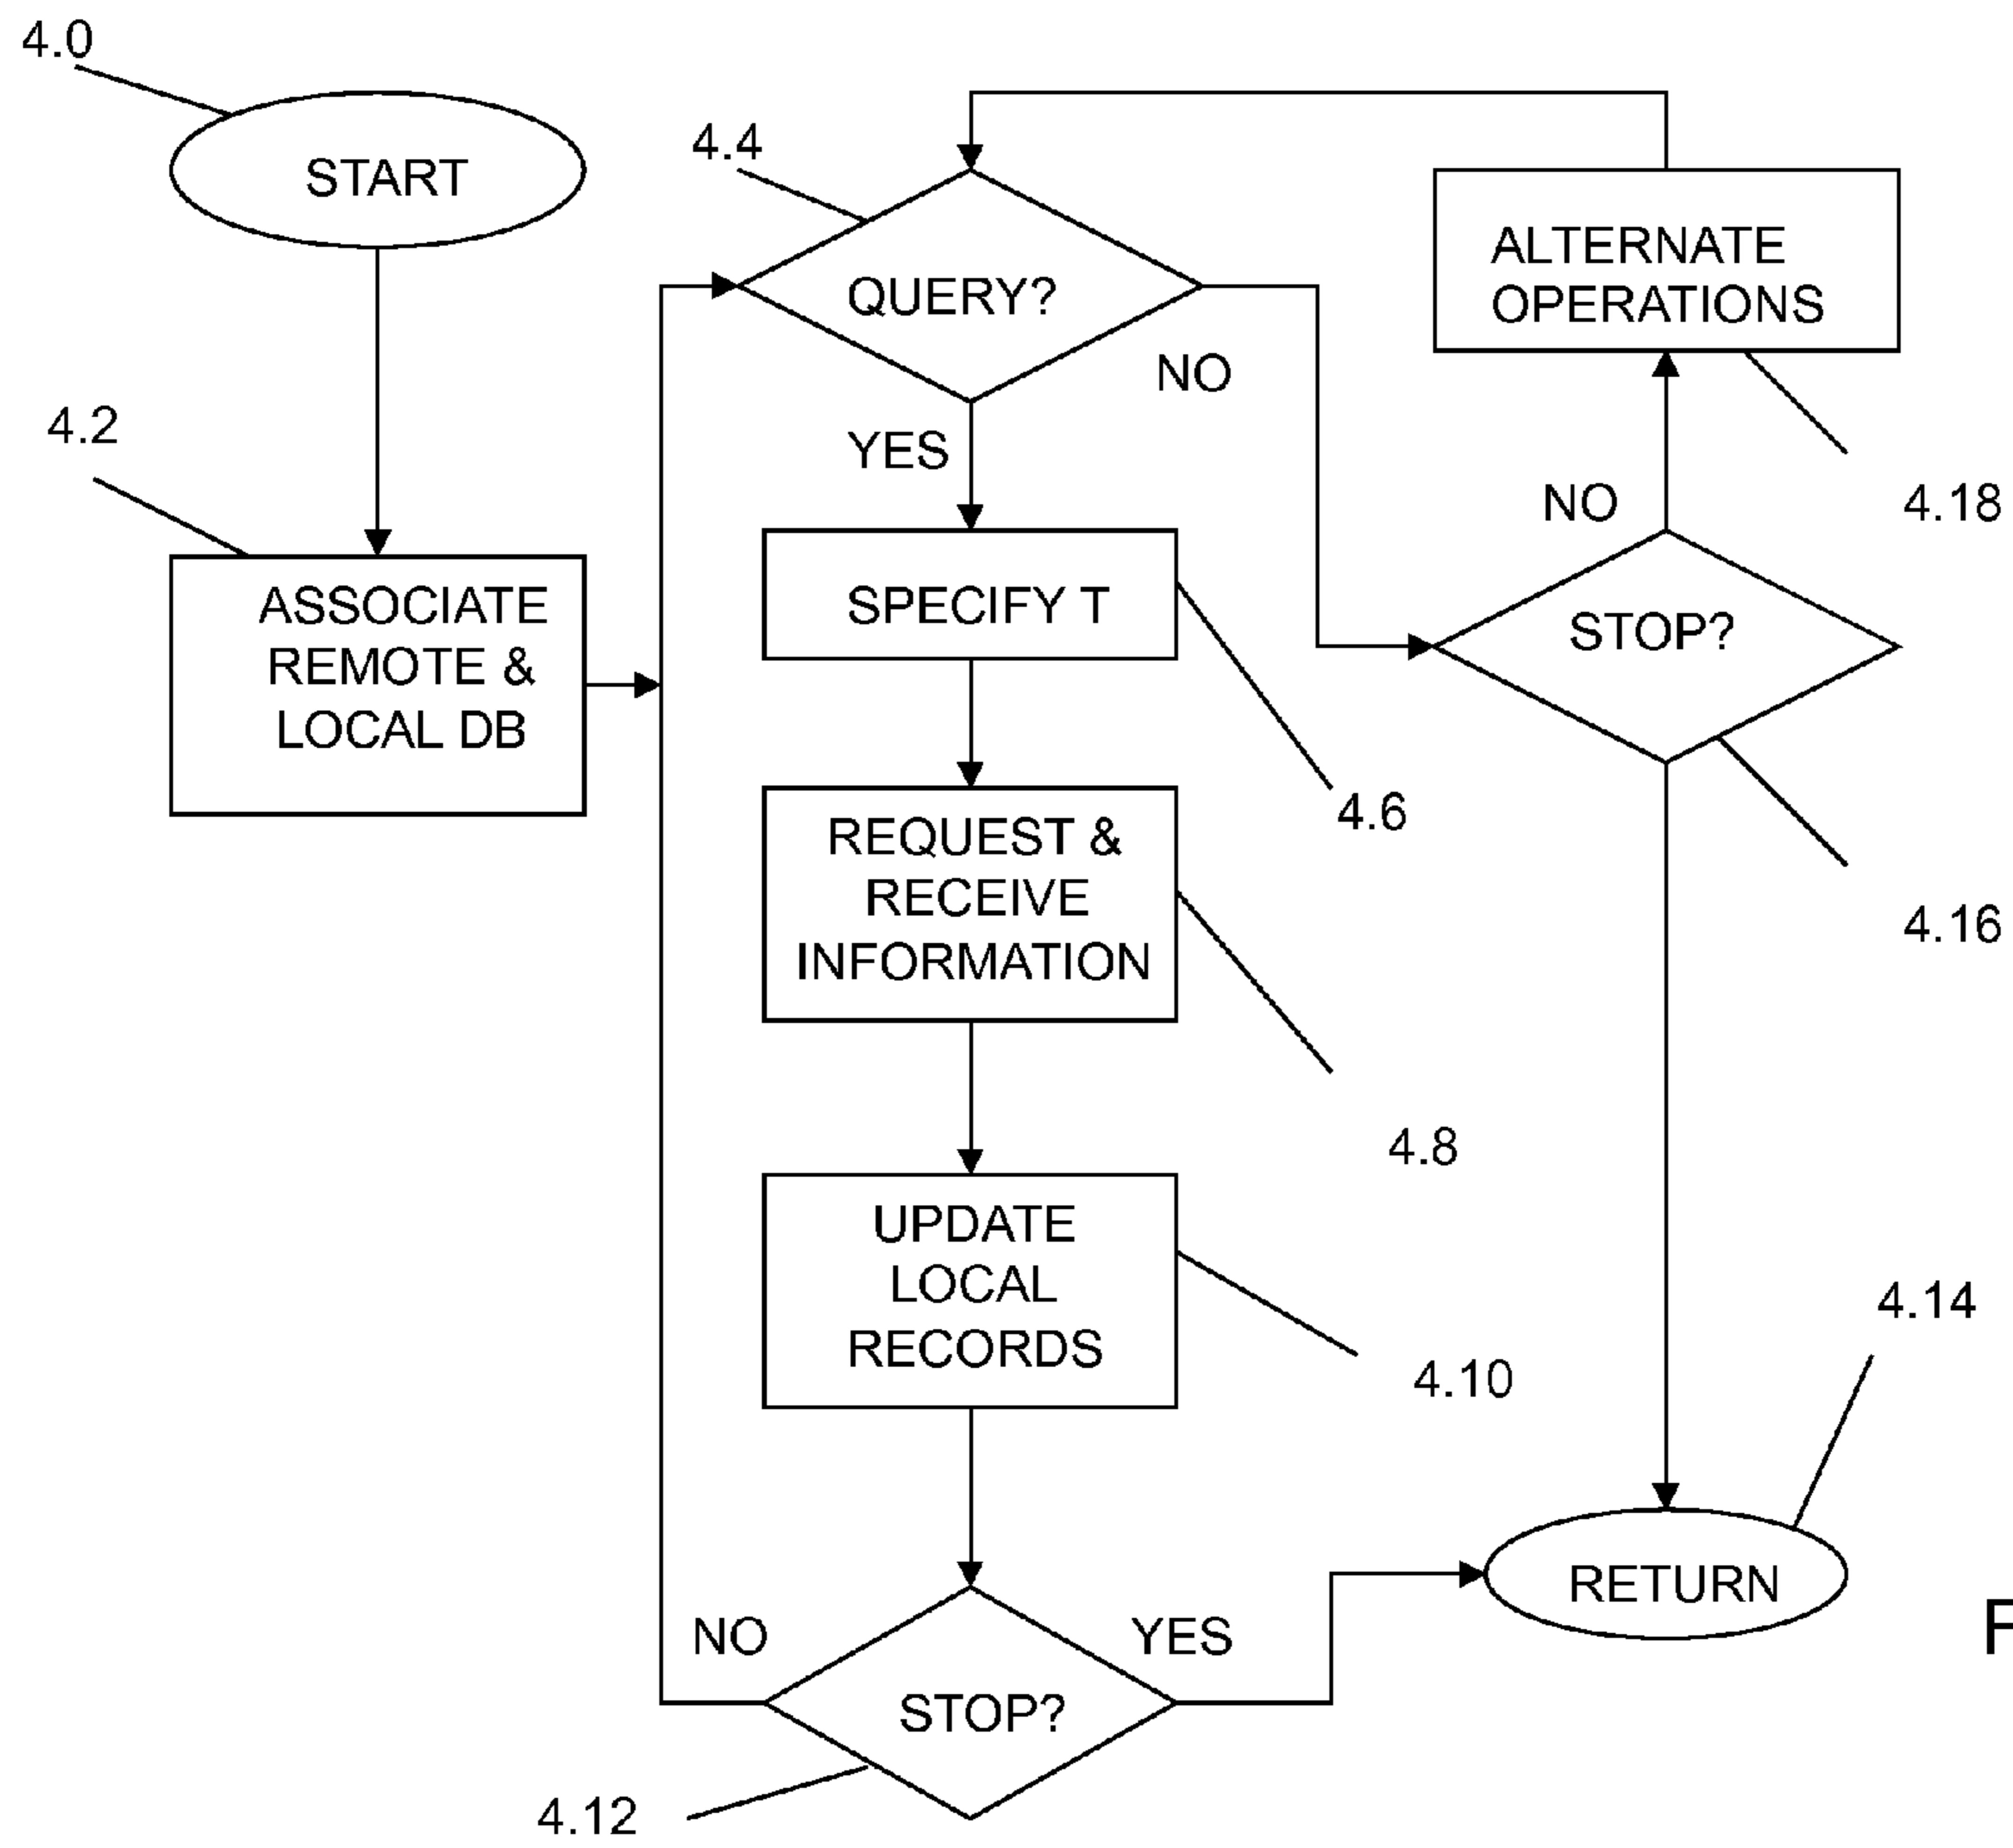 4.0
START
4.4
QUERY?
ALTERNATE
OPERATIONS
NO
YES
4.2
4.18
NO
ASSOCIATE
REMOTE &
LOCAL DB
SPECIFY T
STOP?
4.6
REQUEST &
RECEIVE
INFORMATION
4.16
4.8
UPDATE
LOCAL
RECORDS
4.10
4.14
RETURN
NO
YES
STOP?
4.12
F